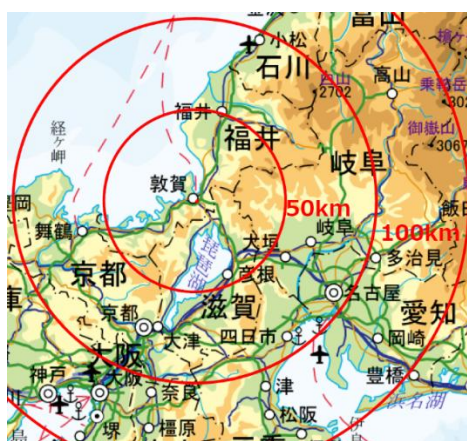 富山
小松
石川
白山
2702
高山
乗鞍岳
御嶽山
3067
福井
福井
岐阜
経ヶ岬
敦賀
50km
100km
飯田
豊岡
舞鶴
琵琶湖
大垣
岐阜
多治見
彦根
京都
滋賀
名古屋
愛知
庫
京都
大津
四日市
岡崎
大阪
神戸
大阪
奈良
津
豊橋
浜名湖
堺
橿原
松阪